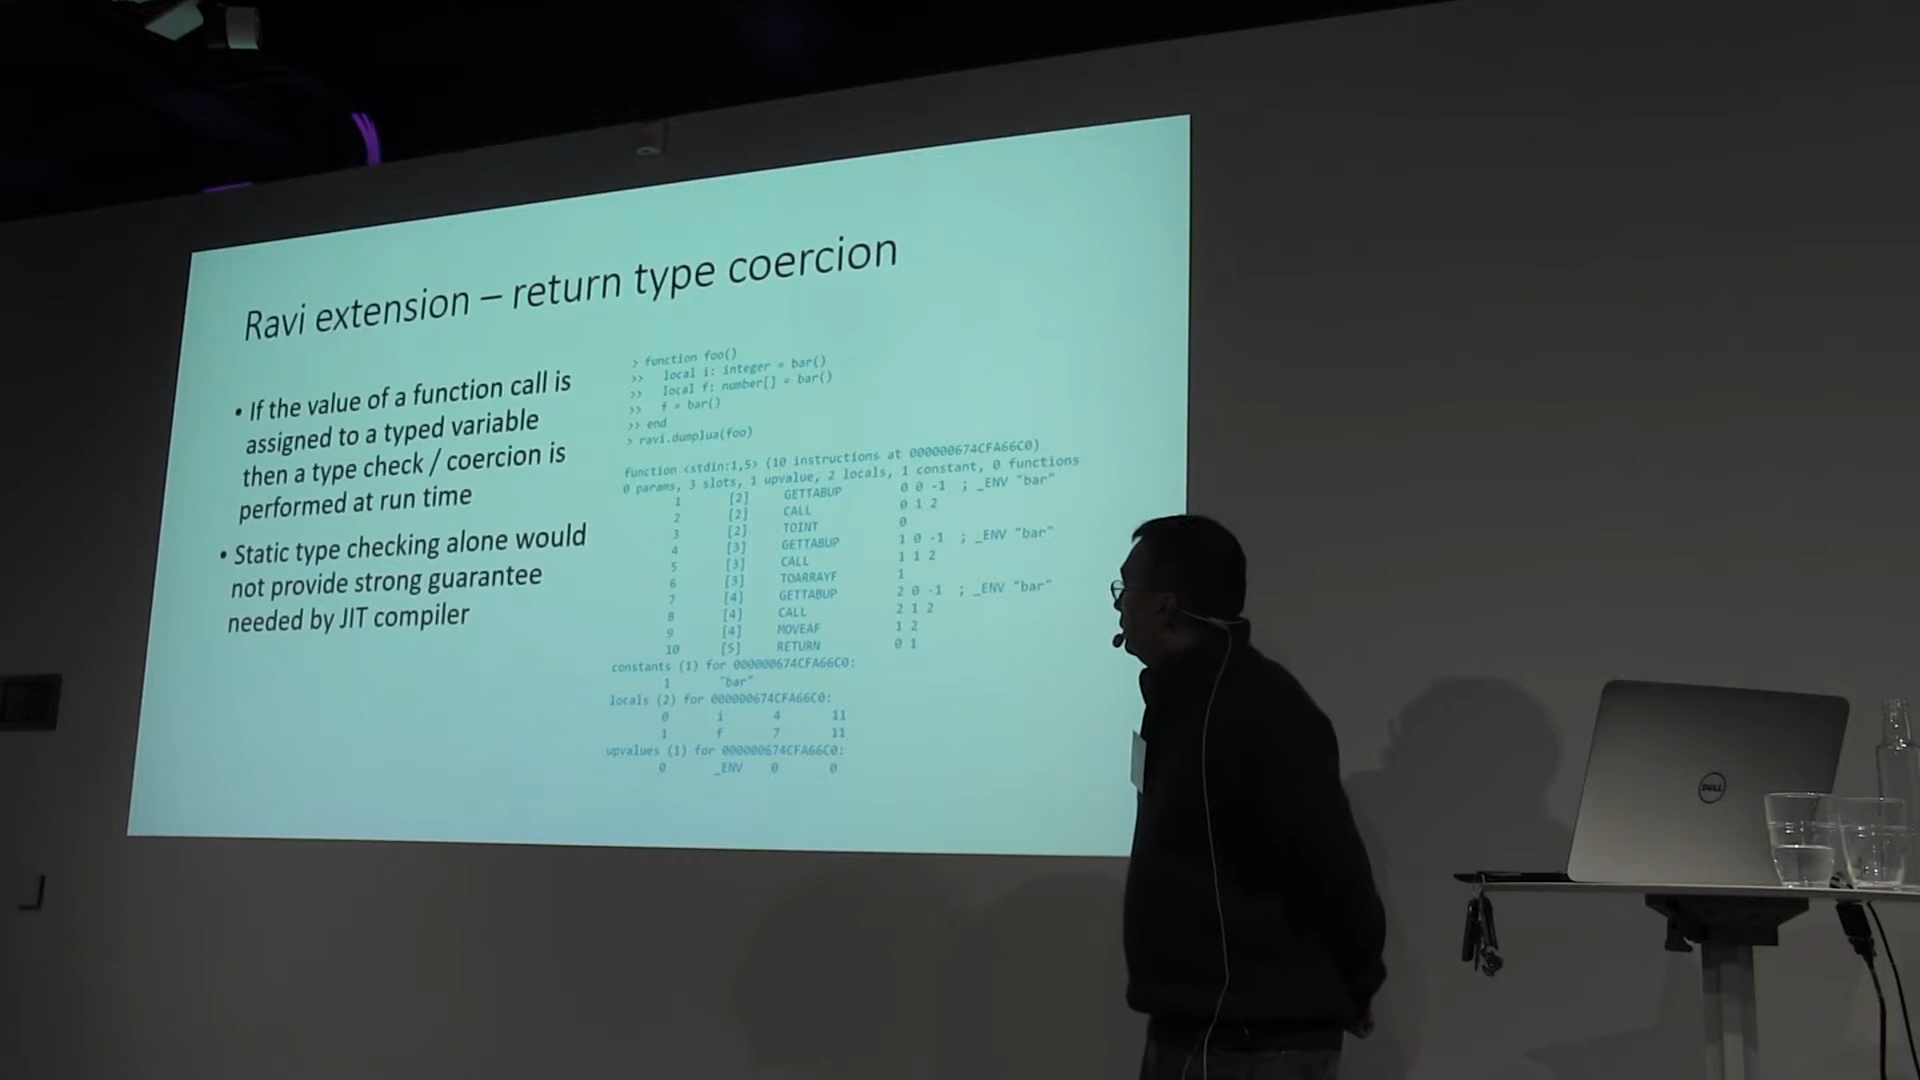 Ravi extension – return type coercion
• If the value of a function call is
assigned to a typed variable
then a type check / coercion is
performed at run time
• Static type checking alone would
not provide strong guarantee
needed by JIT compiler
> function foo()
>> local i: integer = bar()
>> local f: number[] = bar()
>> f = bar()
>> end
> ravi.dumplua(foo)
function <stdin:1,5> (10 instructions at 000000674CFA66C0)
0 params, 3 slots, 1 upvalue, 2 locals, 1 constant, 0 functions
1 [2] GETTABUP 0 0 -1 ; _ENV "bar"
2 [2] CALL 0 1 2
3 [2] TOINT 0
4 [3] GETTABUP 1 0 -1 ; _ENV "bar"
5 [3] CALL 1 1 2
6 [3] TOARRAYF 1
7 [4] GETTABUP 2 0 -1 ; _ENV "bar"
8 [4] CALL 2 1 2
9 [4] MOVEAF 1 2
10 [5] RETURN 0 1
constants (1) for 000000674CFA66C0:
1 "bar"
locals (2) for 000000674CFA66C0:
0 i 4 11
1 f 7 11
upvalues (1) for 000000674CFA66C0:
0 _ENV 0 0
DELL